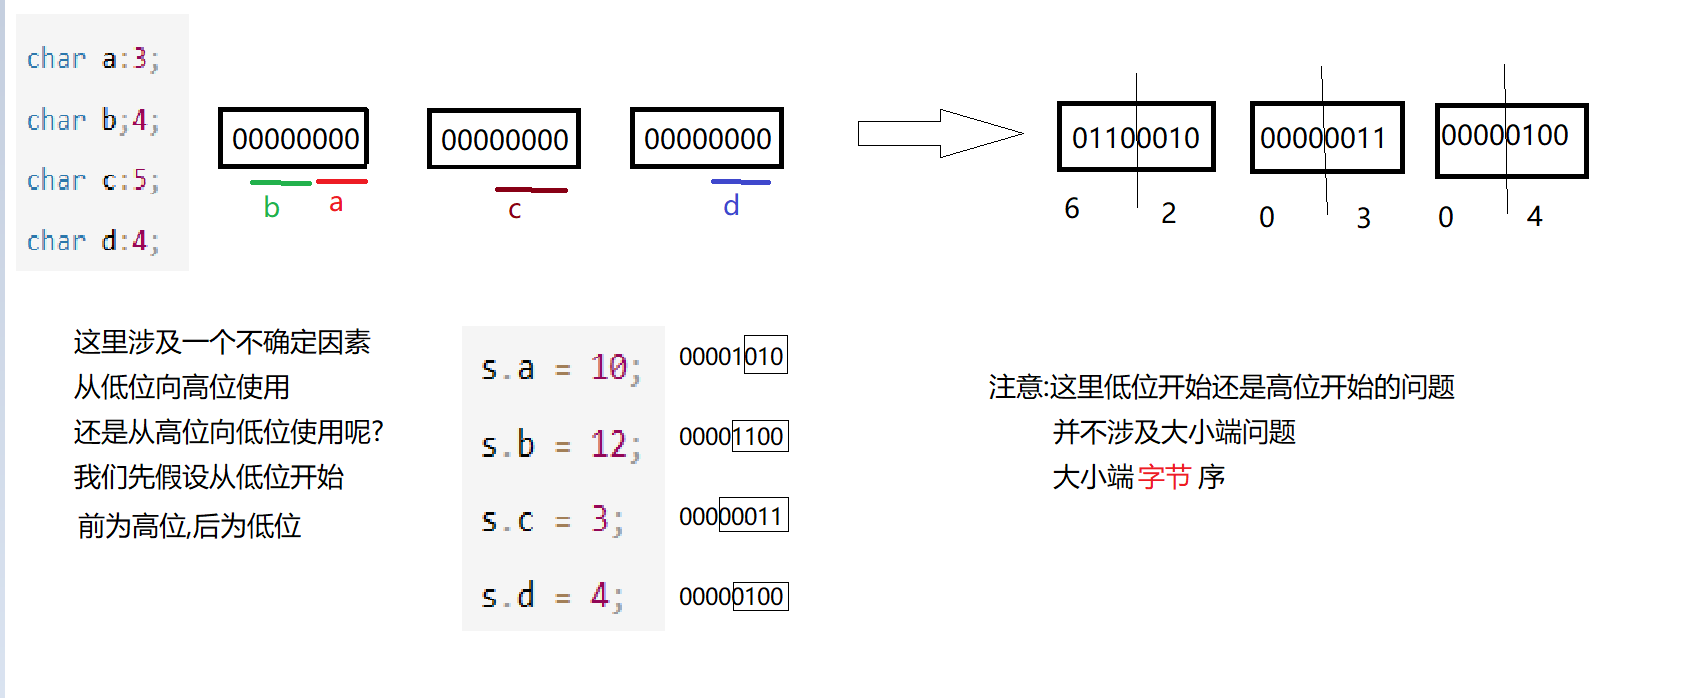 char a:3;
char b;4;
char c:5;
char d:4;
00000000
00000000
00000000
b
a
c
d
01100010
00000011
00000100
6
2
0
3
0
4
这里涉及一个不确定因素
从低位向高位使用
还是从高位向低位使用呢?
我们先假设从低位开始
前为高位,后为低位
s.a = 10;
00001010
s.b = 12;
00001100
s.c = 3;
00000011
s.d = 4;
00000100
注意:这里低位开始还是高位开始的问题
并不涉及大小端问题
大小端字节序